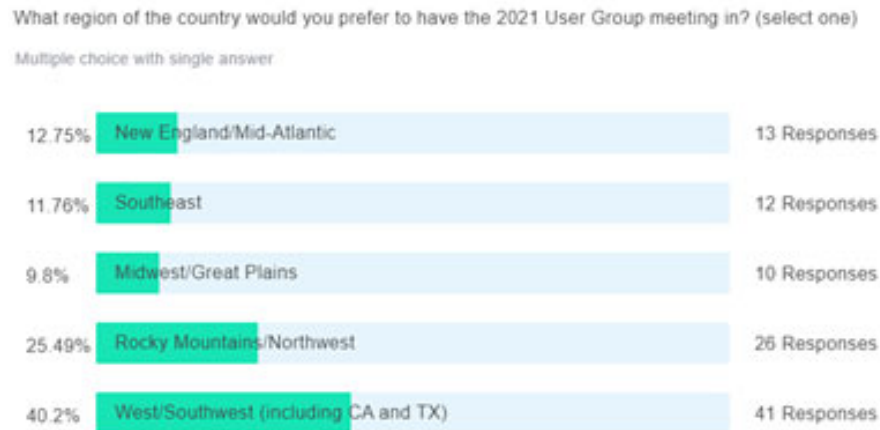 What region of the country would you prefer to have the 2021 User Group meeting in? (select one)
Multiple choice with single answer
12.75% New England/Mid-Atlantic 13 Responses
11.76% Southeast 12 Responses
9.8% Midwest/Great Plains 10 Responses
25.49% Rocky Mountains/Northwest 26 Responses
40.2% West/Southwest (including CA and TX) 41 Responses